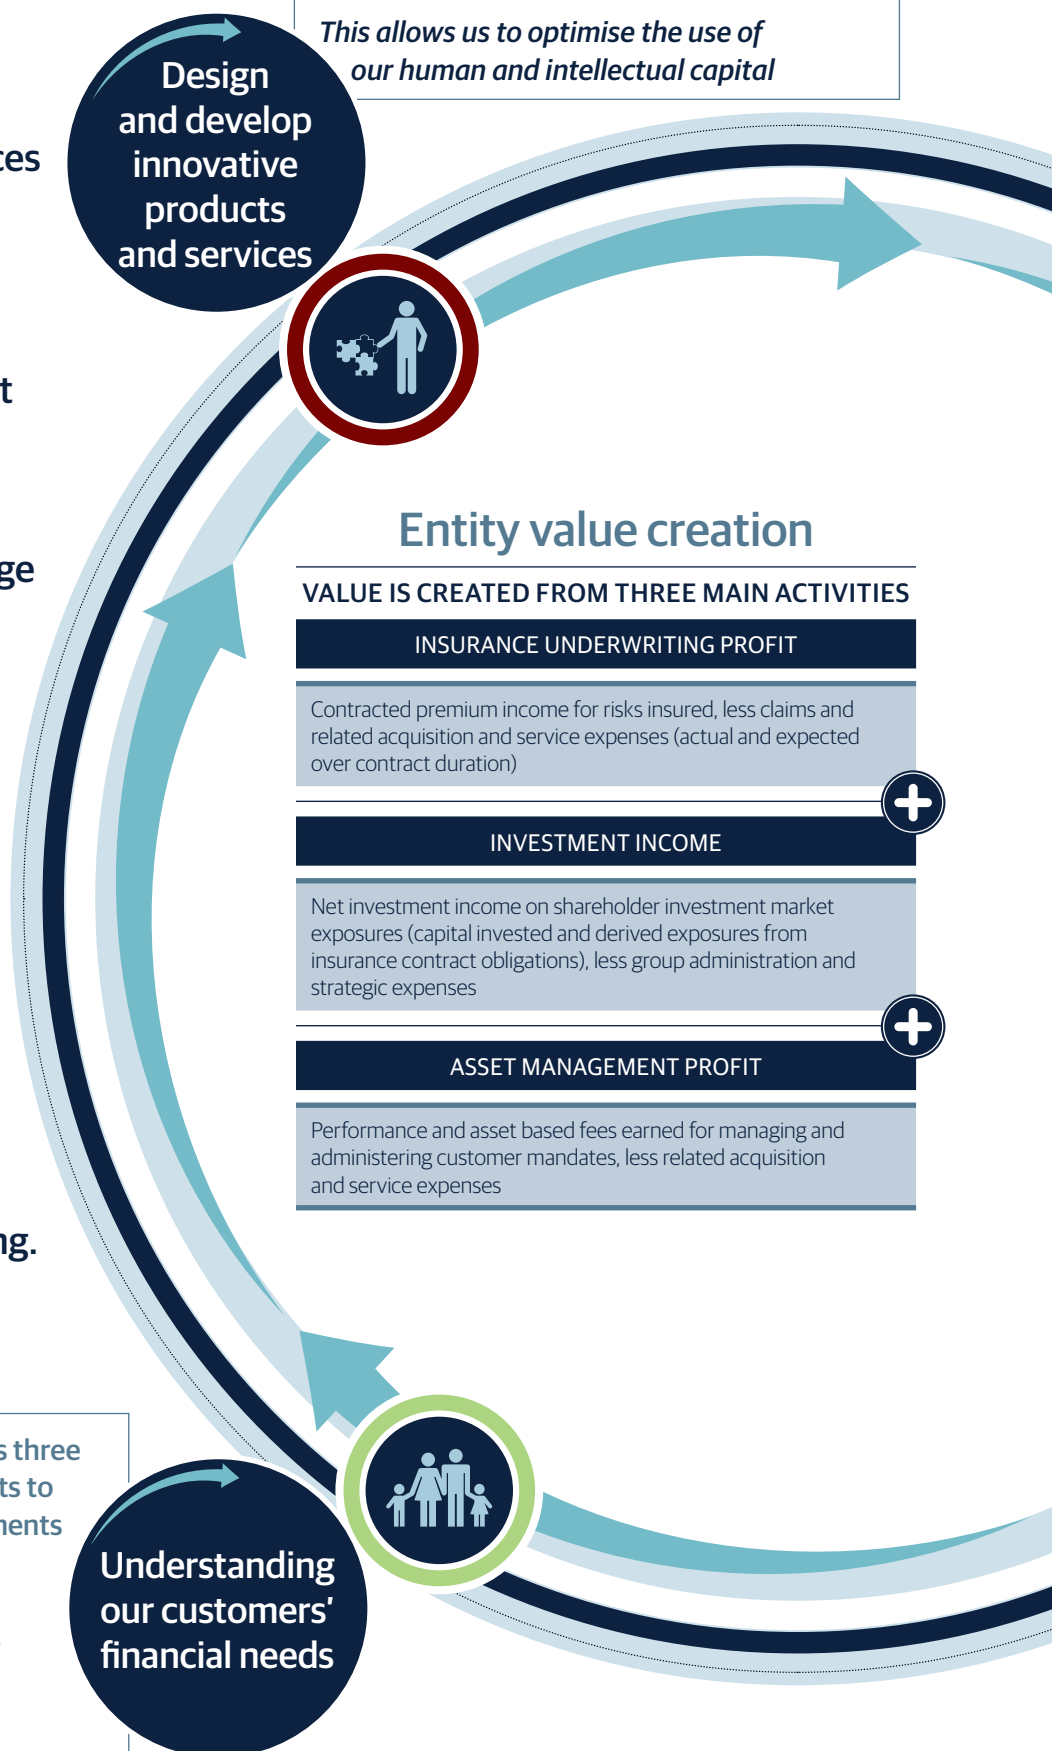 This allows us to optimise the use of
our human and intellectual capital
Design
and develop
innovative
products
and services
t
Entity value creation
VALUE IS CREATED FROM THREE MAIN ACTIVITIES
INSURANCE UNDERWRITING PROFIT
Contracted premium income for risks insured, less claims and
related acquisition and service expenses (actual and expected
over contract duration)
INVESTMENT INCOME
Net investment income on shareholder investment market
exposures (capital invested and derived exposures from
insurance contract obligations), less group administration and
strategic expenses
ASSET MANAGEMENT PROFIT
Performance and asset based fees earned for managing and
administering customer mandates, less related acquisition
and service expenses
three
to
Understanding
our customers’
financial needs